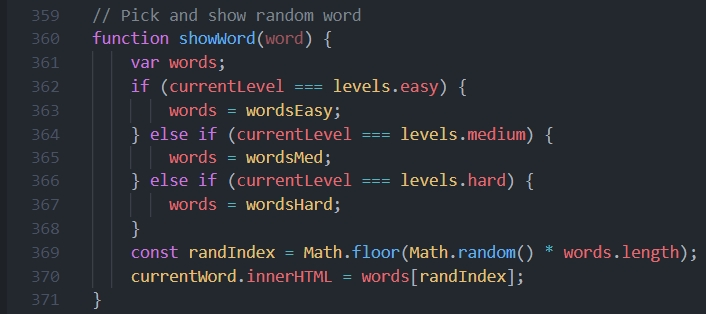 359 // Pick and show random word
360 function showWord(word) {
361 var words;
362 if (currentLevel === levels.easy) {
363 words = wordsEasy;
364 } else if (currentLevel === levels.medium) {
365 words = wordsMed;
366 } else if (currentLevel === levels.hard) {
367 words = wordsHard;
368 }
369 const randIndex = Math.floor(Math.random() * words.length);
370 currentWord.innerHTML = words[randIndex];
371 }